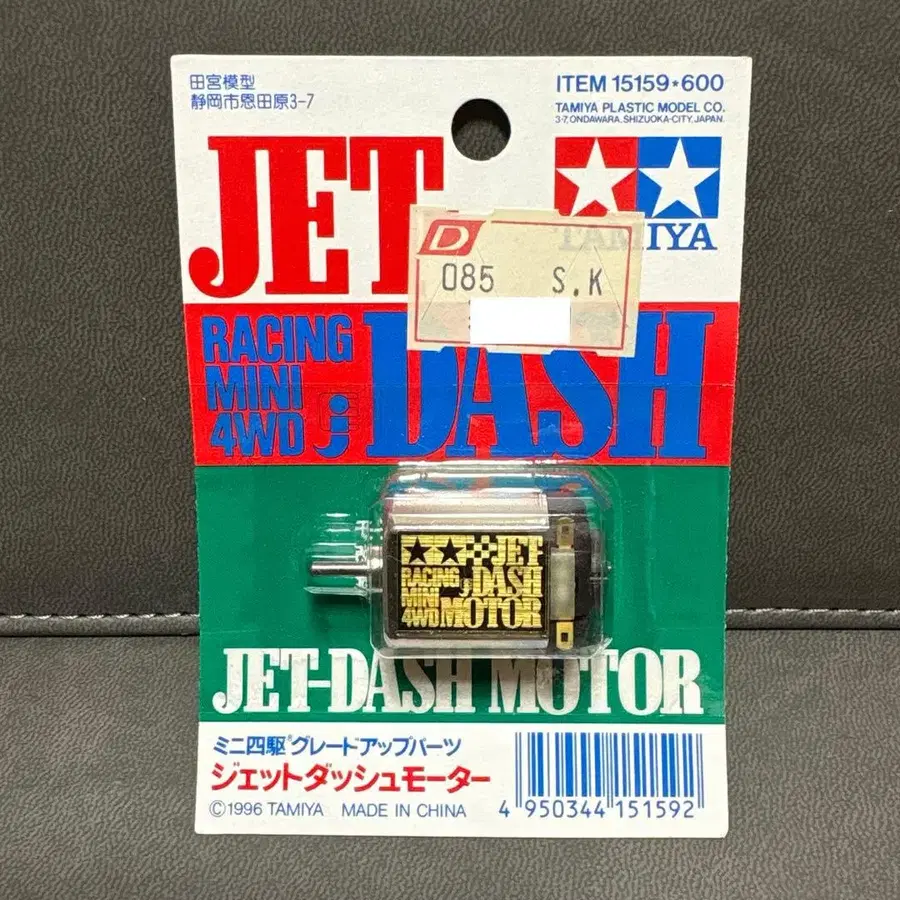 田宮模型
静岡市恩田原3-7
ITEM 15159*600
TAMIYA PLASTIC MODEL CO.
3-7, ONDAWARA, SHIZUOKA-CITY, JAPAN.
JET
TAMIYA
D
085 S.K
RACING
MINI
4WD
DASH
JET
RACING DASH
MINI MOTOR
4WD
JET-DASH MOTOR
ミニ四駆®グレードアップパーツ
ジェットダッシュモーター
©1996 TAMIYA MADE IN CHINA
4 950344 151592